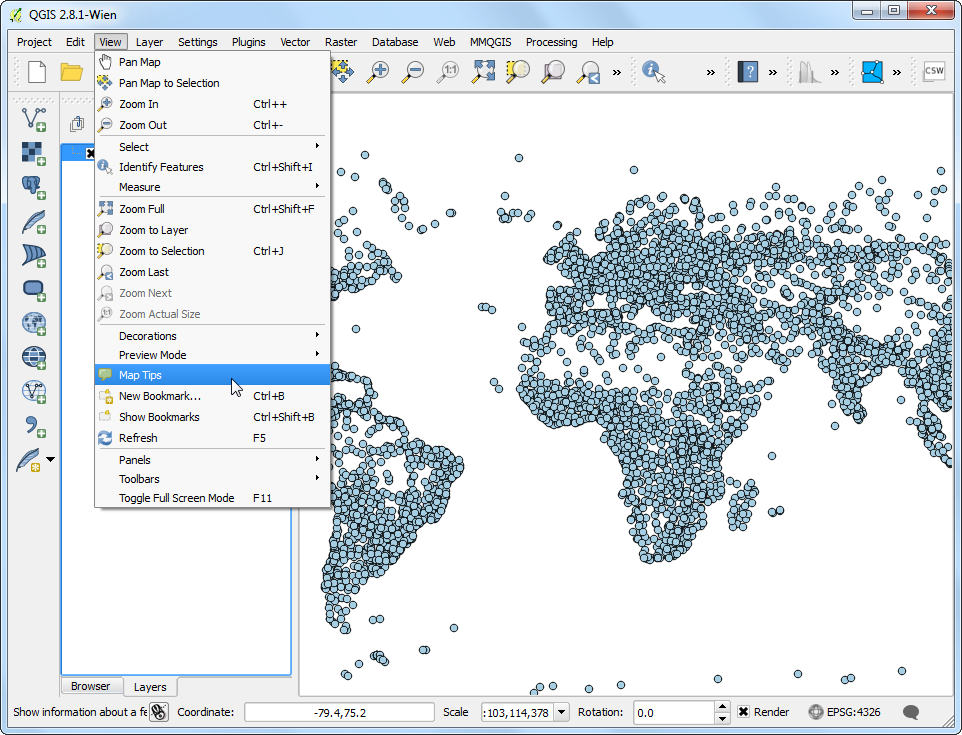 QGIS 2.8.1-Wien
Project Edit View Layer Settings Plugins Vector Raster Database Web MMQGIS Processing Help
1:1
»
»
?
»
»
»
CSW
Pan Map
Pan Map to Selection
Zoom In Ctrl++
Zoom Out Ctrl+-
Select
Identify Features Ctrl+Shift+I
Measure
Zoom Full Ctrl+Shift+F
Zoom to Layer
Zoom to Selection Ctrl+J
Zoom Last
Zoom Next
Zoom Actual Size
Decorations
Preview Mode
Map Tips
New Bookmark... Ctrl+B
Show Bookmarks Ctrl+Shift+B
Refresh F5
Panels
Toolbars
Toggle Full Screen Mode F11
Browser Layers
Show information about a fe Coordinate: -79.4,75.2 Scale :103,114,378 Rotation: 0.0 Render EPSG:4326